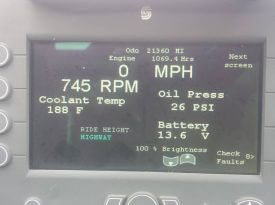 Odo 21360 MI
Engine 1069.4 Hrs
Next screen
0 MPH
745 RPM
Coolant Temp
188 F
Oil Press
26 PSI
RIDE HEIGHT
HIGHWAY
Battery
13.6 V
100 % Brightness
Check Faults